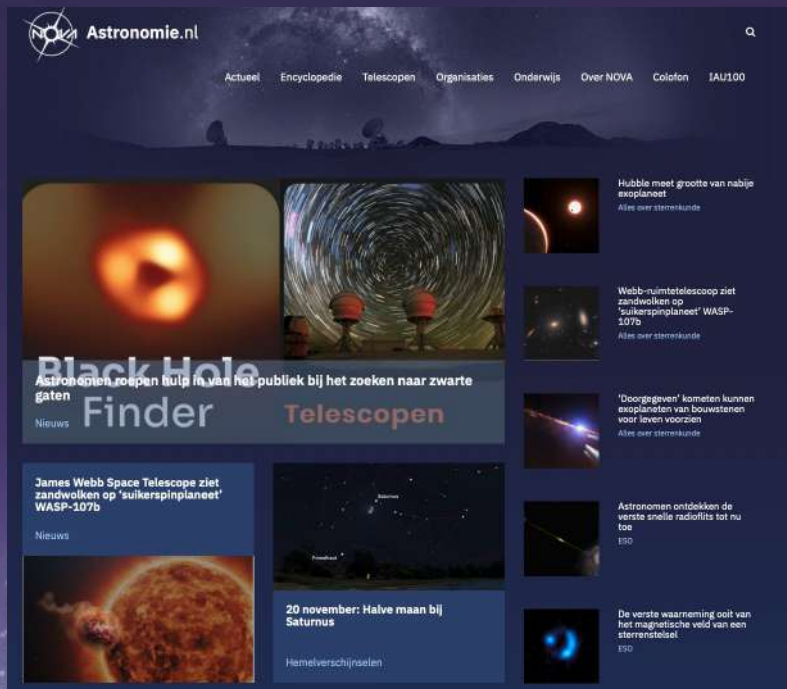 NOVA Astronomie.nl
Actueel Encyclopedie Telescopen Organisaties Onderwijs Over NOVA Colofon IAU100
Black Hole
Finder
Telescopen
Astronomen roepen hulp in van het publiek bij het zoeken naar zwarte
gaten
Nieuws
James Webb Space Telescope ziet
zandwolken op ‘suikerspinplaneet’
WASP-107b
Nieuws
Saturnus
Fomalhaut
20 november: Halve maan bij
Saturnus
Hemelverschijnselen
Hubble meet grootte van nabije
exoplaneet
Alles over sterrenkunde
Webb-ruimtetelescoop ziet
zandwolken op
‘suikerspinplaneet’ WASP-
107b
Alles over sterrenkunde
‘Doorgegeven’ kometen kunnen
exoplaneten van bouwstenen
voor leven voorzien
Alles over sterrenkunde
Astronomen ontdekken de
verste snelle radioflits tot nu
toe
ESO
De verste waarneming ooit van
het magnetische veld van een
sterrenstelsel
ESO